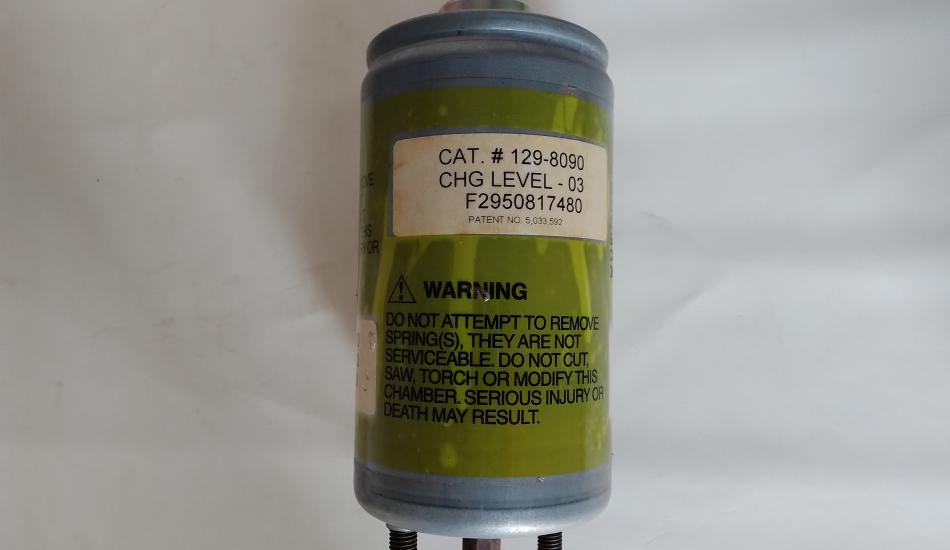 CAT. # 129-8090
CHG LEVEL - 03
F2950817480
PATENT NO. 5,033,592
WARNING
DO NOT ATTEMPT TO REMOVE
SPRING(S), THEY ARE NOT
SERVICEABLE. DO NOT CUT,
SAW, TORCH OR MODIFY THIS
CHAMBER. SERIOUS INJURY OR
DEATH MAY RESULT.